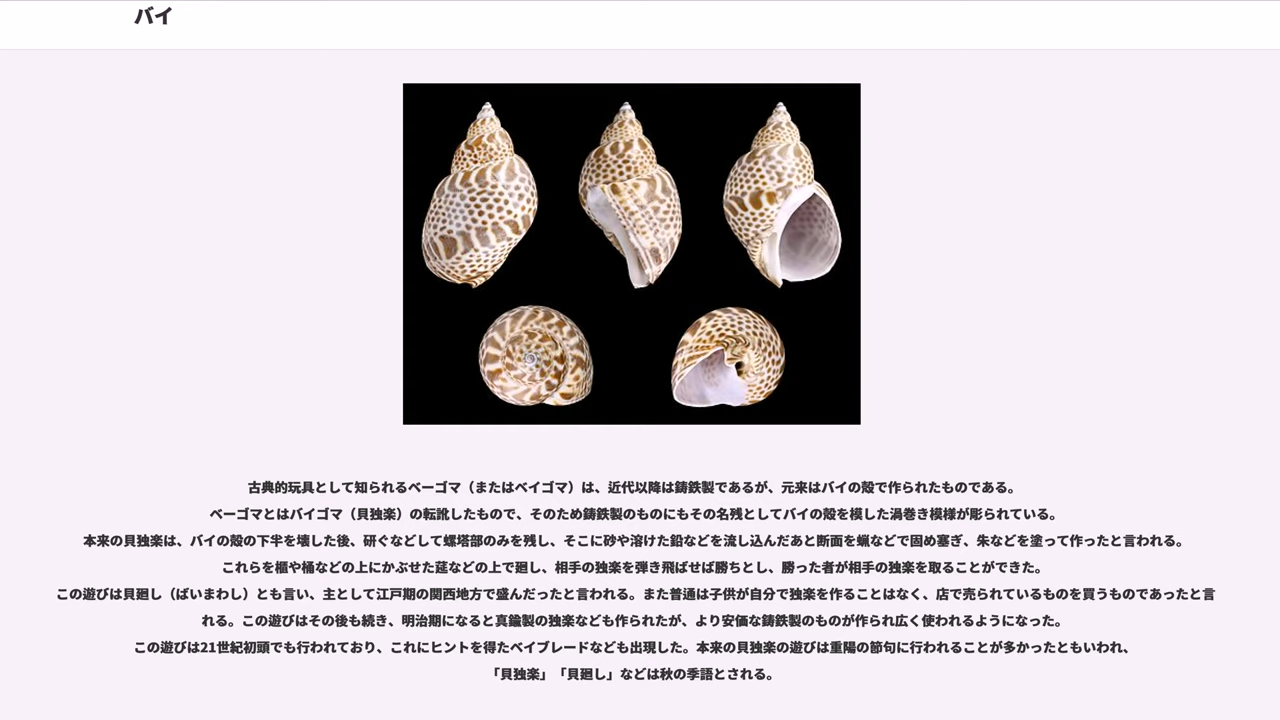 バイ
古典的玩具として知られるベーゴマ（またはベイゴマ）は、近代以降は鋳鉄製であるが、元来はバイの殻で作られたものである。
ベーゴマとはバイゴマ（貝独楽）の転訛したもので、そのため鋳鉄製のものにもその名残としてバイの殻を模した渦巻き模様が彫られている。
本来の貝独楽は、バイの殻の下半を壊した後、研ぐなどして螺塔部のみを残し、そこに砂や溶けた鉛などを流し込んだあと断面を蝋などで固め塞ぎ、朱などを塗って作ったと言われる。
これらを櫃や桶などの上にかぶせた莚などの上で廻し、相手の独楽を弾き飛ばせば勝ちとし、勝った者が相手の独楽を取ることができた。
この遊びは貝廻し（ばいまわし）とも言い、主として江戸期の関西地方で盛んだったと言われる。また普通は子供が自分で独楽を作ることはなく、店で売られているものを買うものであったと言
れる。この遊びはその後も続き、明治期になると真鍮製の独楽なども作られたが、より安価な鋳鉄製のものが作られ広く使われるようになった。
この遊びは21世紀初頭でも行われており、これにヒントを得たベイブレードなども出現した。本来の貝独楽の遊びは重陽の節句に行われることが多かったともいわれ、
「貝独楽」「貝廻し」などは秋の季語とされる。